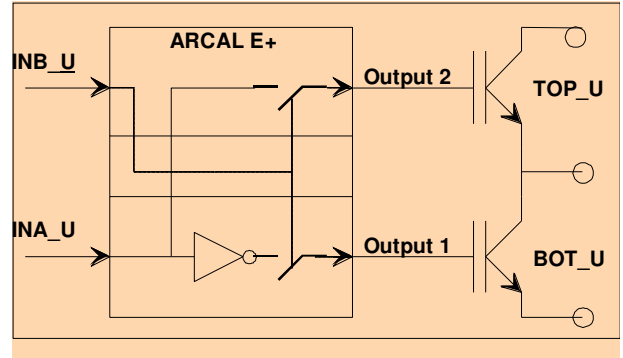 ARCAL E+
INB_U
Output 2
TOP_U
INA_U
Output 1
BOT_U